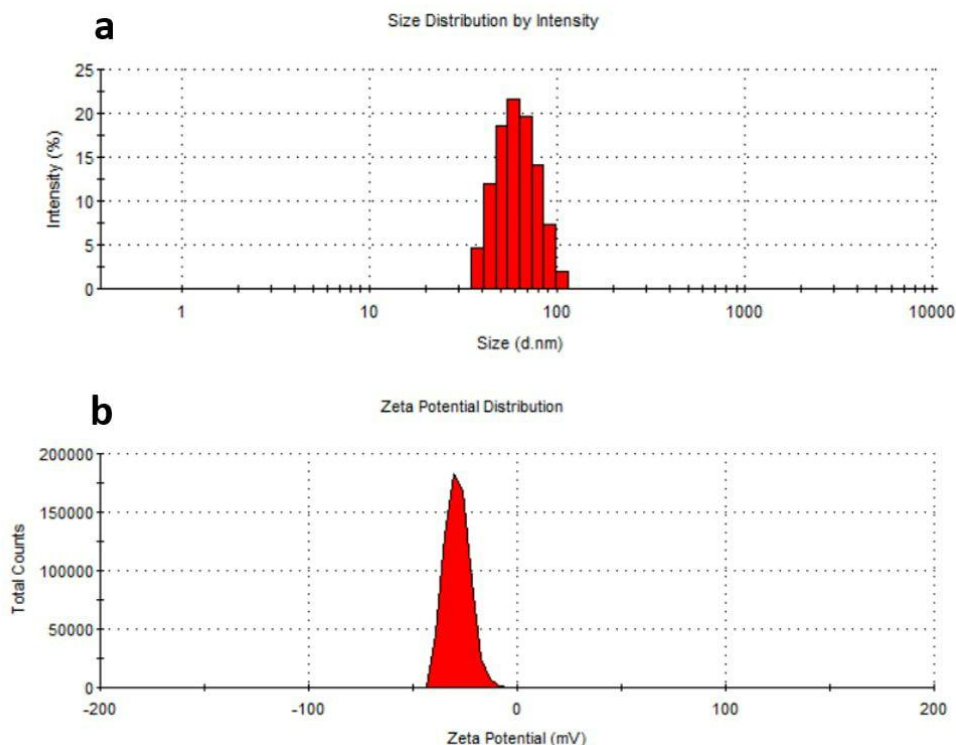 a
Size Distribution by Intensity
Intensity (%)
25
20
15
10
5
0
1 10 100 1000 10000
Size (d.nm)
b
Zeta Potential Distribution
Total Counts
200000
150000
100000
50000
0
-200 -100 0 100 200
Zeta Potential (mV)